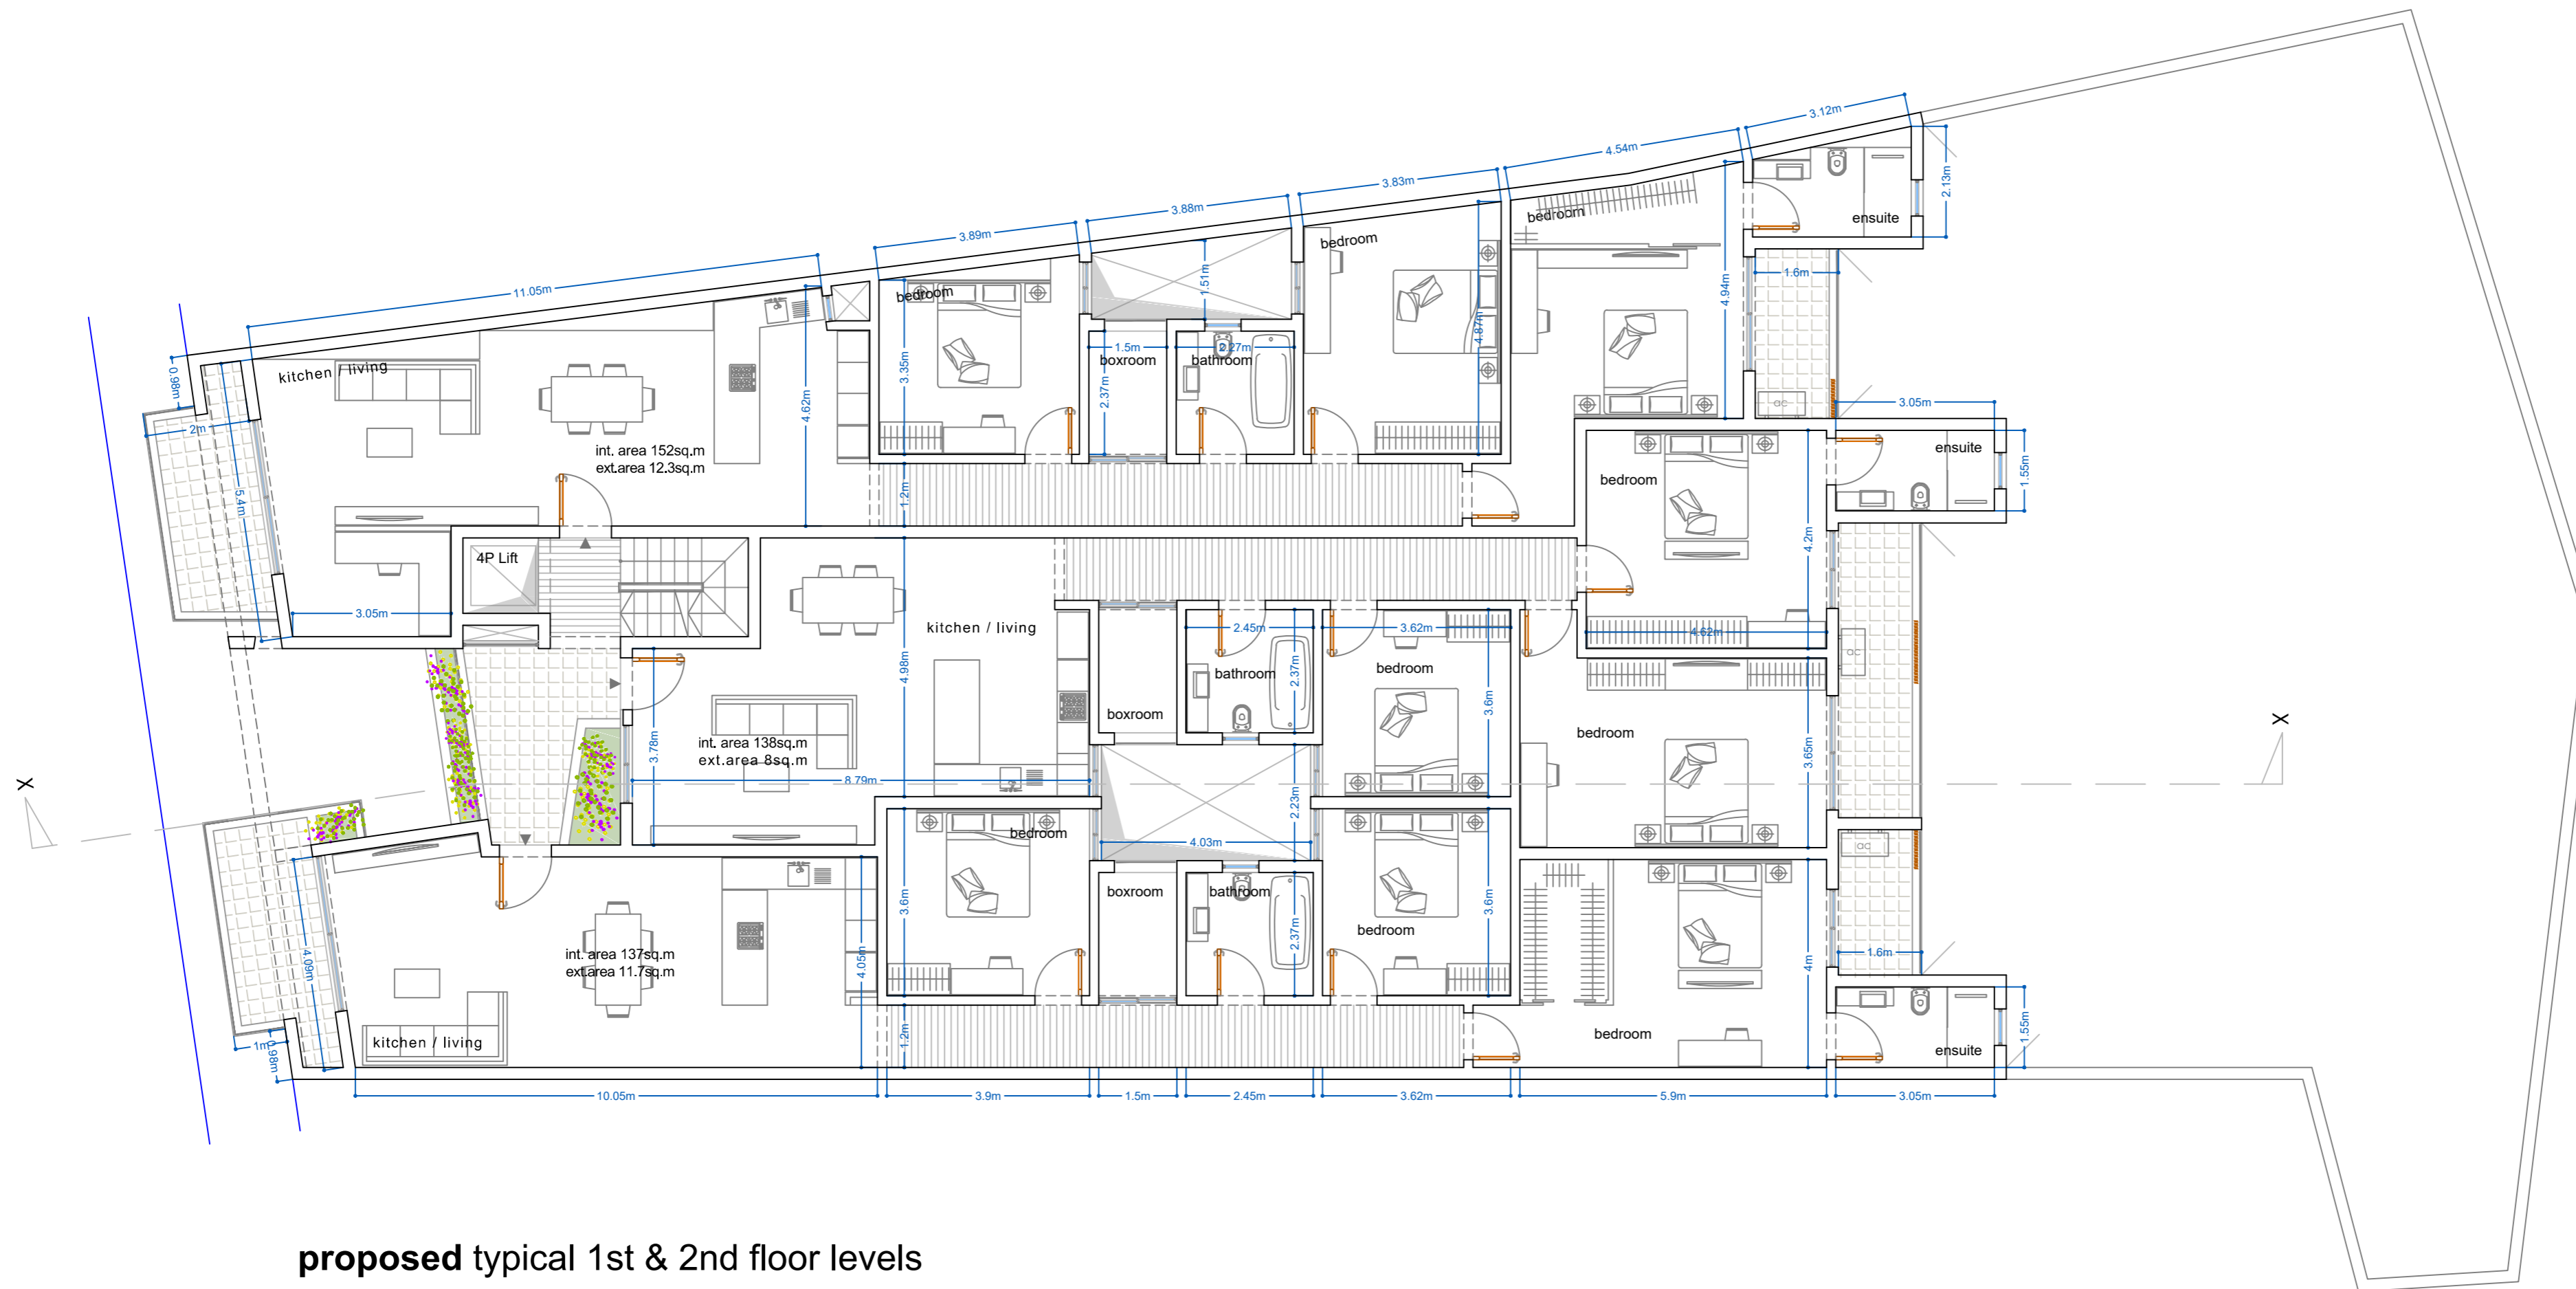 3.12m
4.54m
2.13m
3.83m
3.88m
3.89m
11.05m
bedroom
ensuite
bedroom
1.51m
1.6m
4.94m
bedroom
0.98m
kitchen / living
3.35m
1.5m
2.27m
4.87m
boxroom
bathroom
2.37m
4.62m
ac
3.05m
2m
int. area 152sq.m
ext.area 12.3sq.m
ensuite
1.55m
bedroom
5.41m
1.2m
4.2m
4P Lift
3.05m
kitchen / living
2.45m
3.62m
4.62m
4.98m
2.37m
bedroom
bathroom
ac
3.6m
boxroom
X
bedroom
int. area 138sq.m
ext.area 8sq.m
3.78m
3.65m
8.79m
X
2.23m
bedroom
4.03m
ac
boxroom
bathroom
3.6m
3.6m
2.37m
bedroom
int. area 137sq.m
ext.area 11.7sq.m
4.05m
4.09m
4m
1.6m
kitchen / living
1m
0.98m
1.2m
bedroom
ensuite
1.55m
10.05m
3.9m
1.5m
2.45m
3.62m
5.9m
3.05m
proposed typical 1st & 2nd floor levels